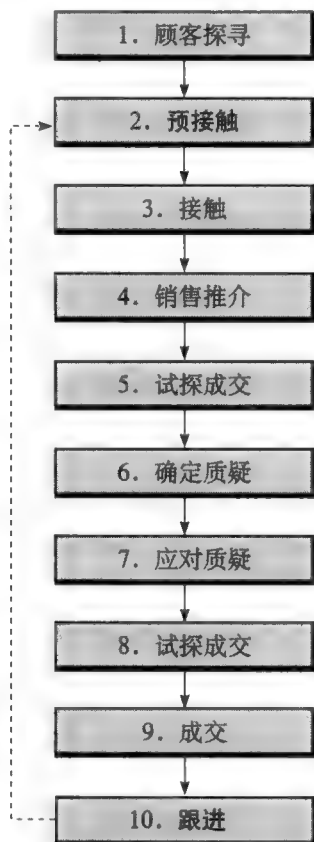 1. 顾客探寻
2. 预接触
3. 接触
4. 销售推介
5. 试探成交
6. 确定质疑
7. 应对质疑
8. 试探成交
9. 成交
10. 跟进